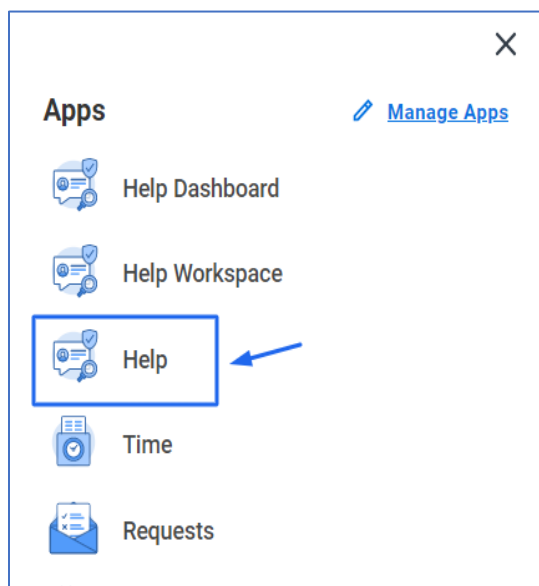 Apps
Manage Apps
Help Dashboard
Help Workspace
Help
Time
Requests